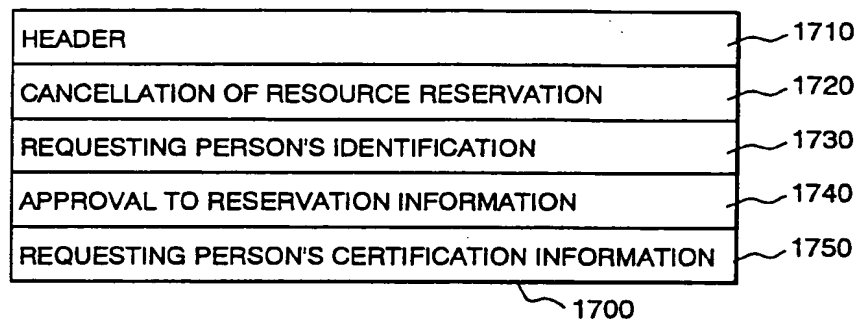 HEADER 1710
CANCELLATION OF RESOURCE RESERVATION 1720
REQUESTING PERSON'S IDENTIFICATION 1730
APPROVAL TO RESERVATION INFORMATION 1740
REQUESTING PERSON'S CERTIFICATION INFORMATION 1750
1700